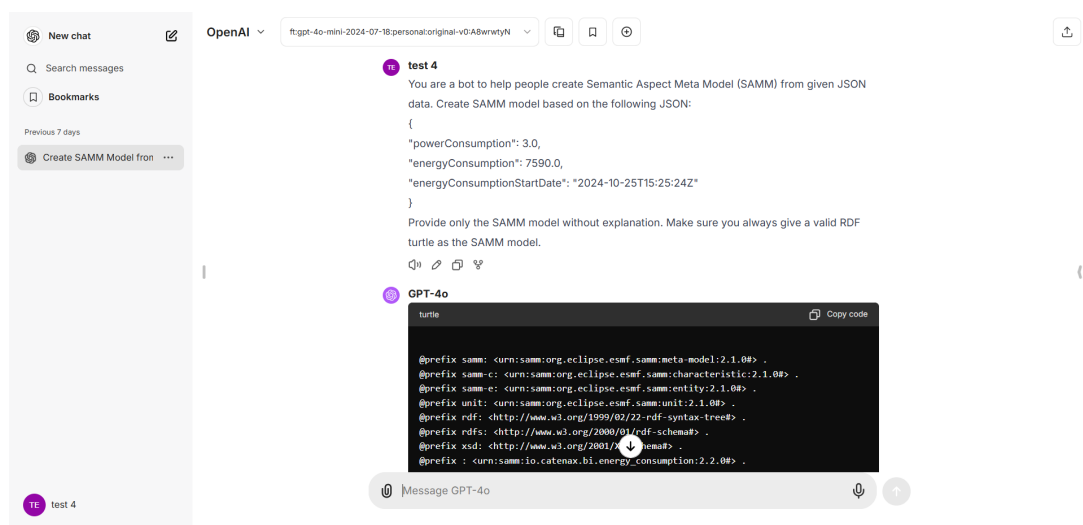 New chat
Search messages
Bookmarks
Previous 7 days
Create SAMM Model fron
TE test 4
OpenAI
ft:gpt-4o-mini-2024-07-18:personal:original-v0:A8wrwtyN
TE test 4
You are a bot to help people create Semantic Aspect Meta Model (SAMM) from given JSON
data. Create SAMM model based on the following JSON:
{
"powerConsumption": 3.0,
"energyConsumption": 7590.0,
"energyConsumptionStartDate": "2024-10-25T15:25:24Z"
}
Provide only the SAMM model without explanation. Make sure you always give a valid RDF
turtle as the SAMM model.
GPT-4o
turtle Copy code
@prefix samm: <urn:samm:org.eclipse.esmf.samm:meta-model:2.1.0#> .
@prefix samm-c: <urn:samm:org.eclipse.esmf.samm:characteristic:2.1.0#> .
@prefix samm-e: <urn:samm:org.eclipse.esmf.samm:entity:2.1.0#> .
@prefix unit: <urn:samm:org.eclipse.esmf.samm:unit:2.1.0#> .
@prefix rdf: <http://www.w3.org/1999/02/22-rdf-syntax-tree#> .
@prefix rdfs: <http://www.w3.org/2000/01/rdf-schema#> .
@prefix xsd: <http://www.w3.org/2001/X hema#> .
@prefix : <urn:samm:io.catenax.bi.energy_consumption:2.2.0#> .
Message GPT-4o